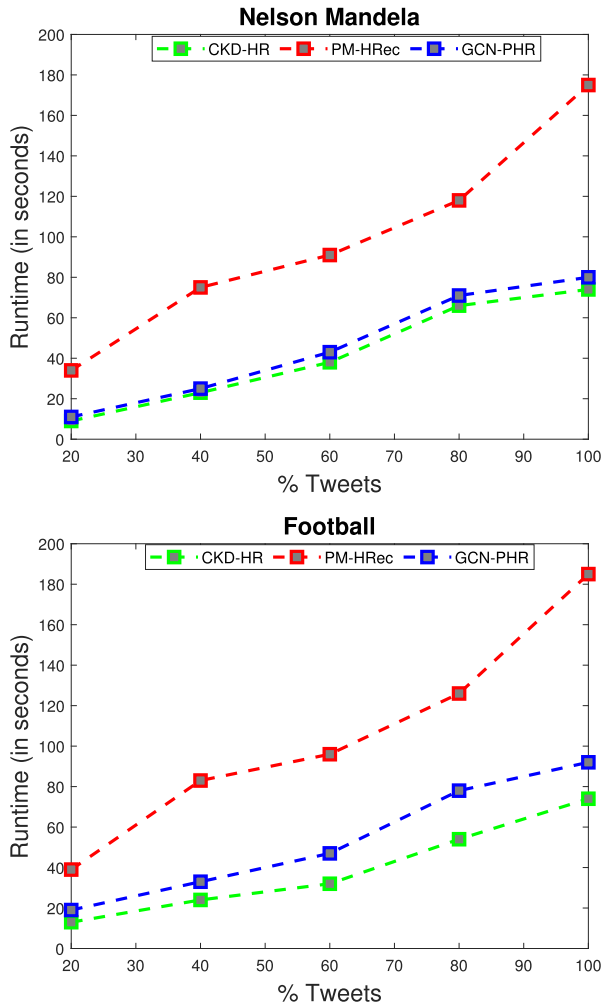 Nelson Mandela
CKD-HR PM-HRec GCN-PHR
200
180
160
140
120
100
80
60
40
20
0
Runtime (in seconds)
20 30 40 50 60 70 80 90 100
% Tweets
Football
CKD-HR PM-HRec GCN-PHR
200
180
160
140
120
100
80
60
40
20
0
Runtime (in seconds)
20 30 40 50 60 70 80 90 100
% Tweets